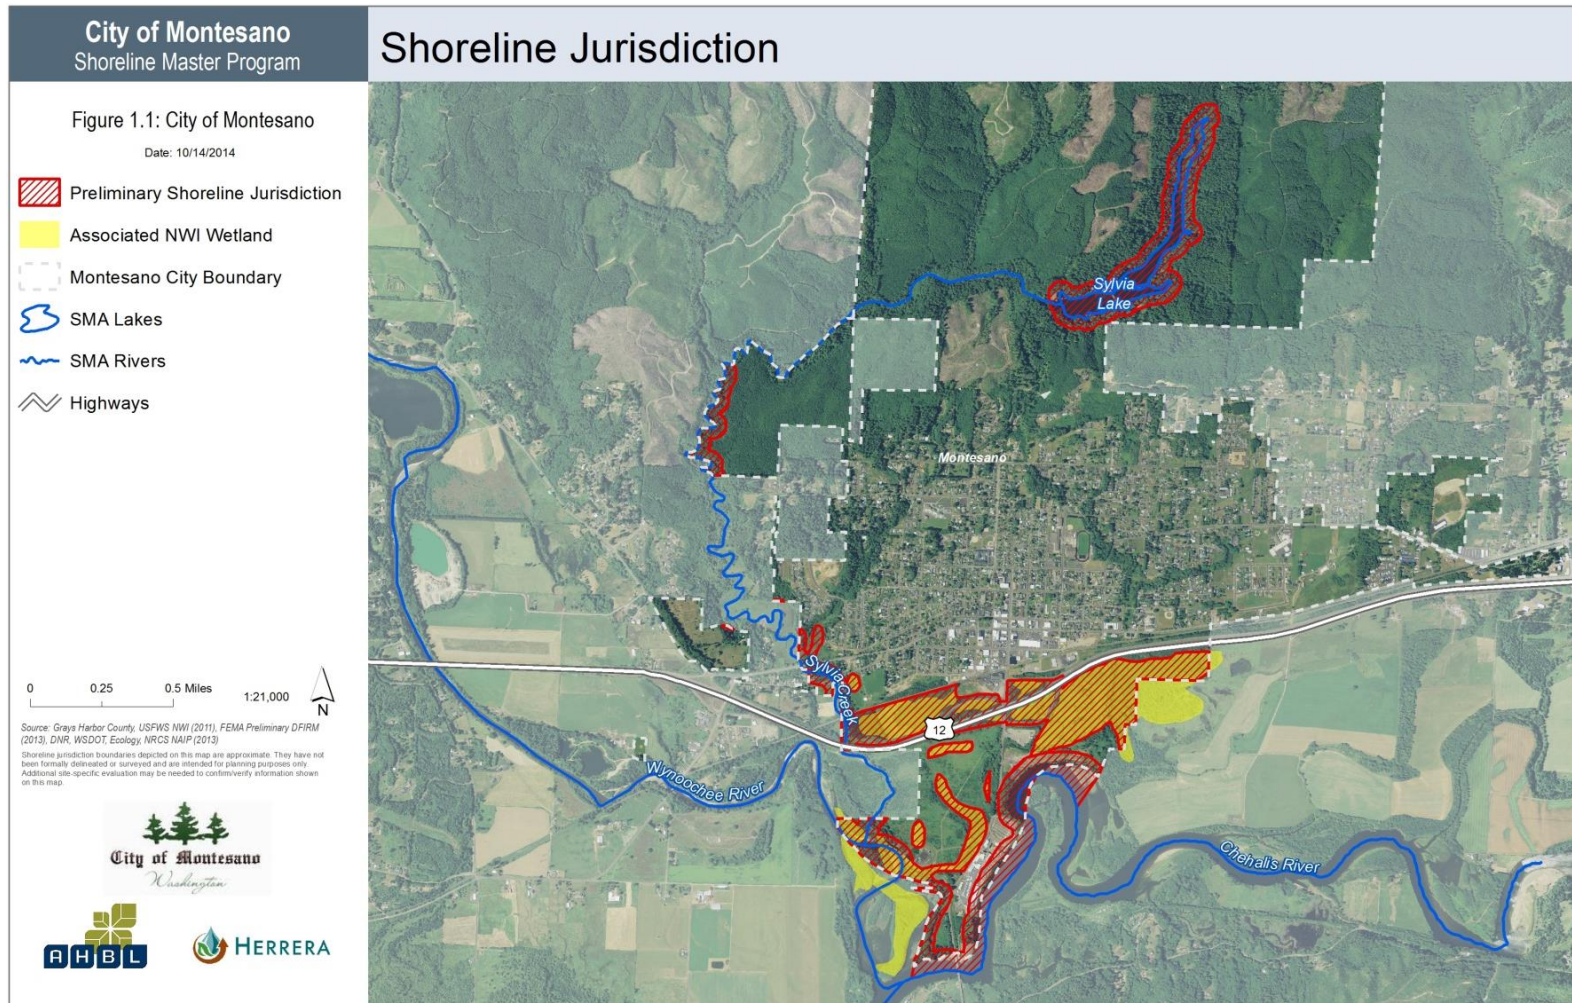 City of Montesano
Shoreline Master Program
Shoreline Jurisdiction
Figure 1.1: City of Montesano
Date: 10/14/2014
Preliminary Shoreline Jurisdiction
Associated NWI Wetland
Montesano City Boundary
SMA Lakes
SMA Rivers
Highways
0 0.25 0.5 Miles
1:21,000
N
Source: Grays Harbor County, USFWS NWI (2011), FEMA Preliminary DFIRM
(2013), DNR, WSDOT, Ecology, NRCS NAIP (2013)
Shoreline jurisdiction boundaries depicted on this map are approximate. They have not
been formally delineated or surveyed and are intended for planning purposes only.
Additional site-specific evaluation may be needed to confirm/verify information shown
on this map.
City of Montesano
Washington
AHBL
HERRERA
Sylvia
Lake
Montesano
Sylvia Creek
12
Wynoochee River
Chehalis River